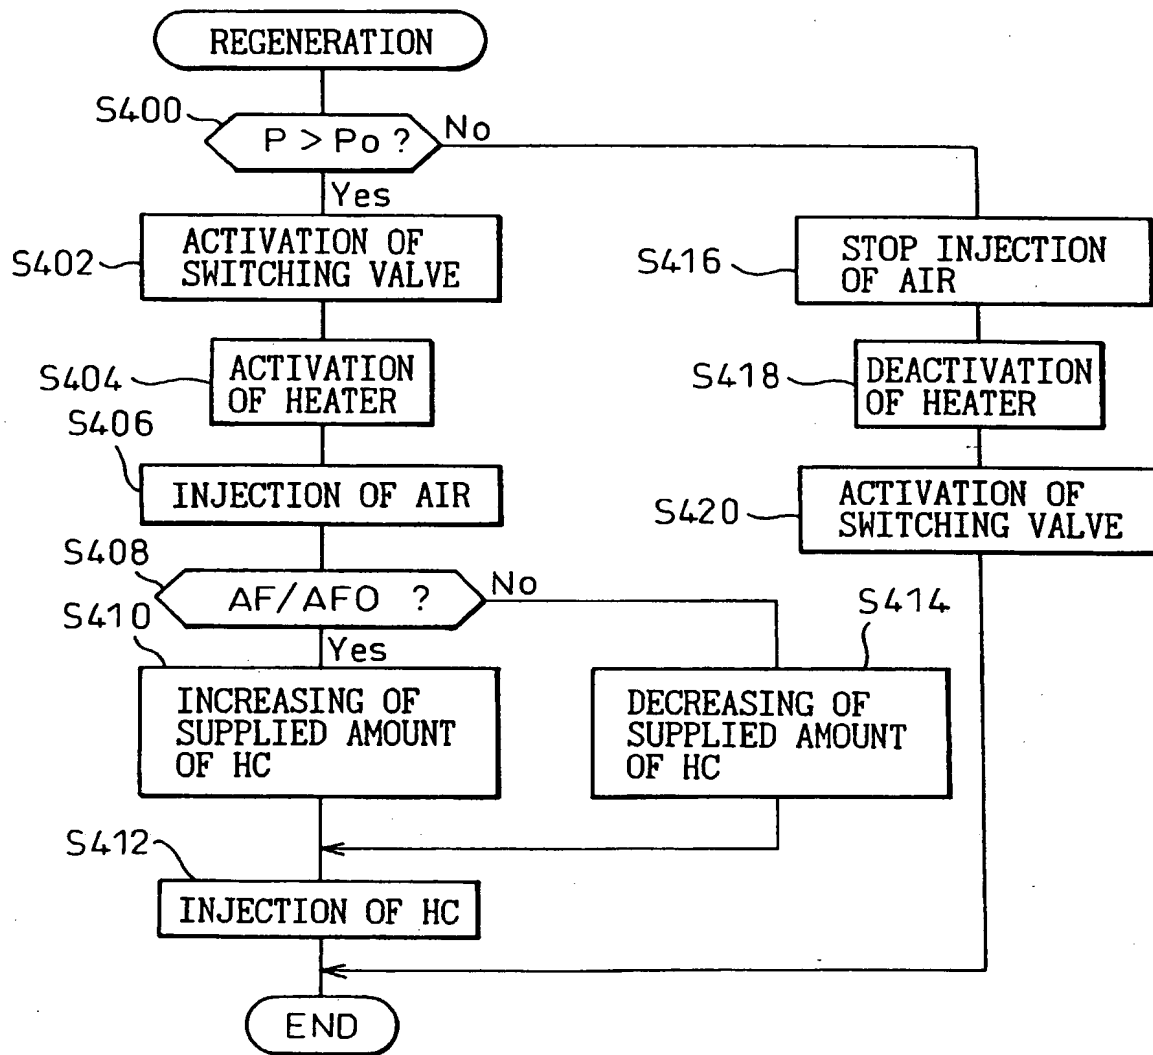 REGENERATION
S400
P > Po ?
No
Yes
S402
ACTIVATION OF
SWITCHING VALVE
S404
ACTIVATION
OF HEATER
S406
INJECTION OF AIR
S408
AF/AFO ?
No
Yes
S410
INCREASING OF
SUPPLIED AMOUNT
OF HC
S414
DECREASING OF
SUPPLIED AMOUNT
OF HC
S412
INJECTION OF HC
S416
STOP INJECTION
OF AIR
S418
DEACTIVATION
OF HEATER
S420
ACTIVATION OF
SWITCHING VALVE
END